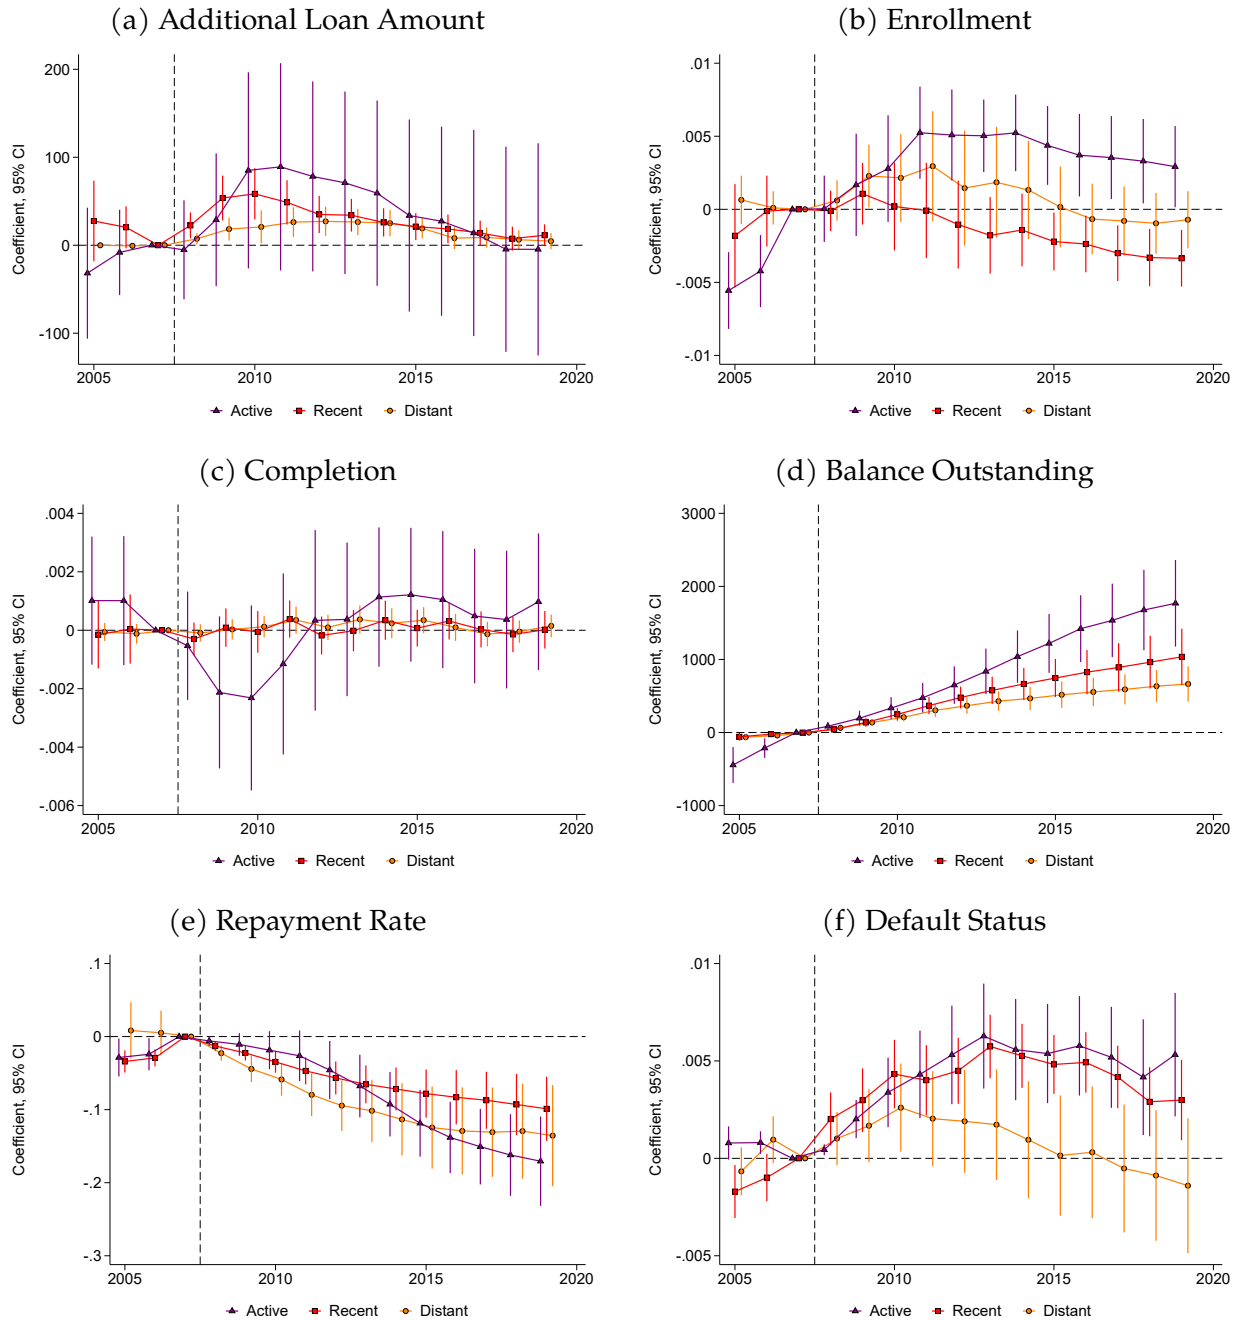 (a) Additional Loan Amount
Coefficient, 95% CI
200
100
0
-100
2005 2010 2015 2020
Active Recent Distant
(b) Enrollment
Coefficient, 95% CI
.01
.005
0
-.005
-.01
2005 2010 2015 2020
Active Recent Distant
(c) Completion
Coefficient, 95% CI
.004
.002
0
-.002
-.004
-.006
2005 2010 2015 2020
Active Recent Distant
(d) Balance Outstanding
Coefficient, 95% CI
3000
2000
1000
0
-1000
2005 2010 2015 2020
Active Recent Distant
(e) Repayment Rate
Coefficient, 95% CI
.1
0
-.1
-.2
-.3
2005 2010 2015 2020
Active Recent Distant
(f) Default Status
Coefficient, 95% CI
.01
.005
0
-.005
2005 2010 2015 2020
Active Recent Distant